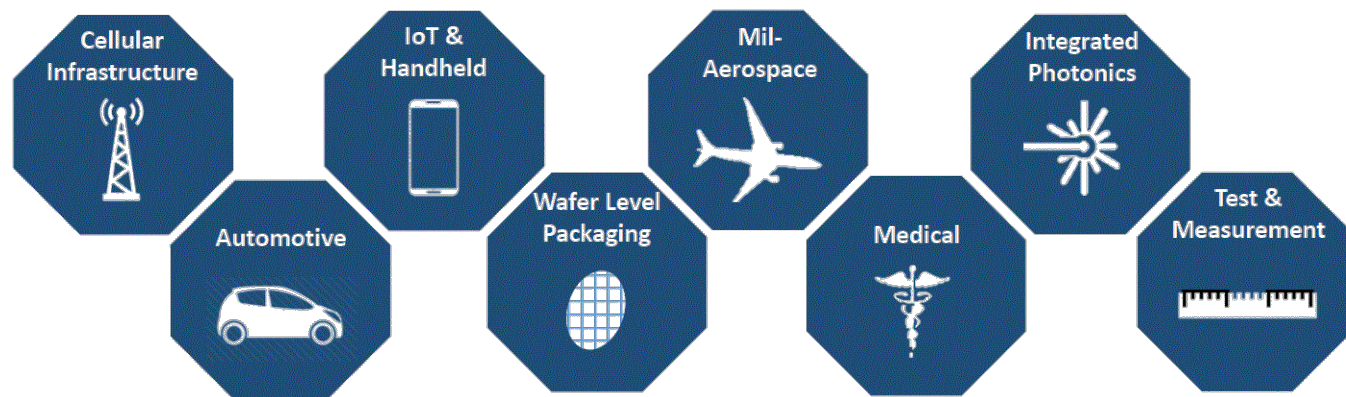 Cellular
Infrastructure
IoT &
Handheld
Mil-
Aerospace
Integrated
Photonics
Automotive
Wafer Level
Packaging
Medical
Test &
Measurement